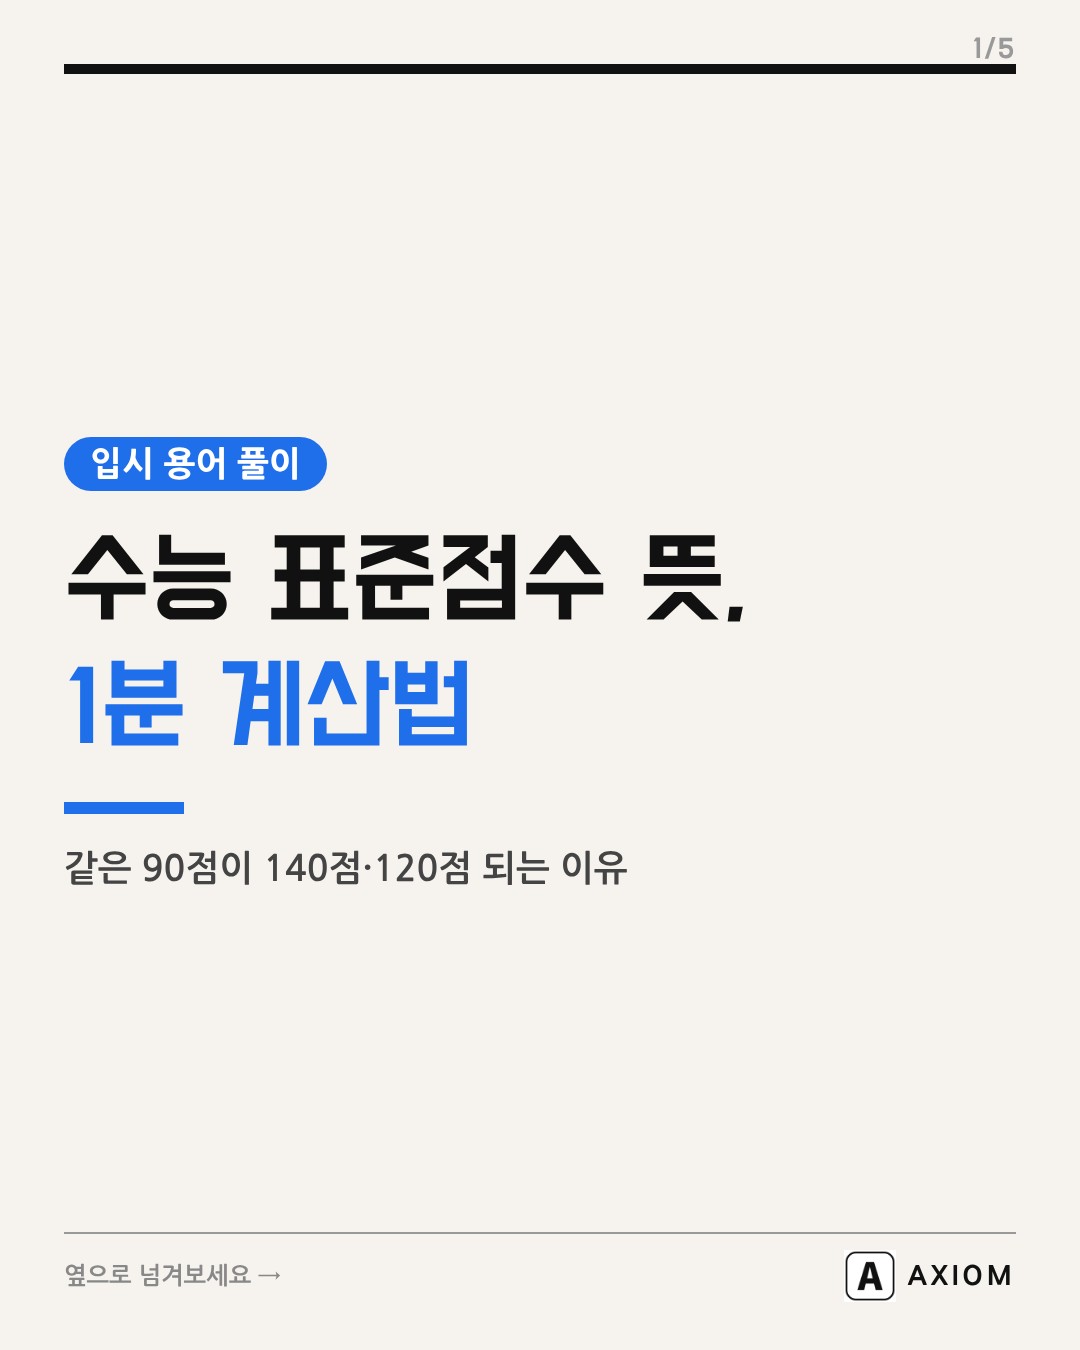 1/5
입시 용어 풀이
수능 표준점수 뜻,
1분 계산법
같은 90점이 140점·120점 되는 이유
옆으로 넘겨보세요 →
A AXIOM